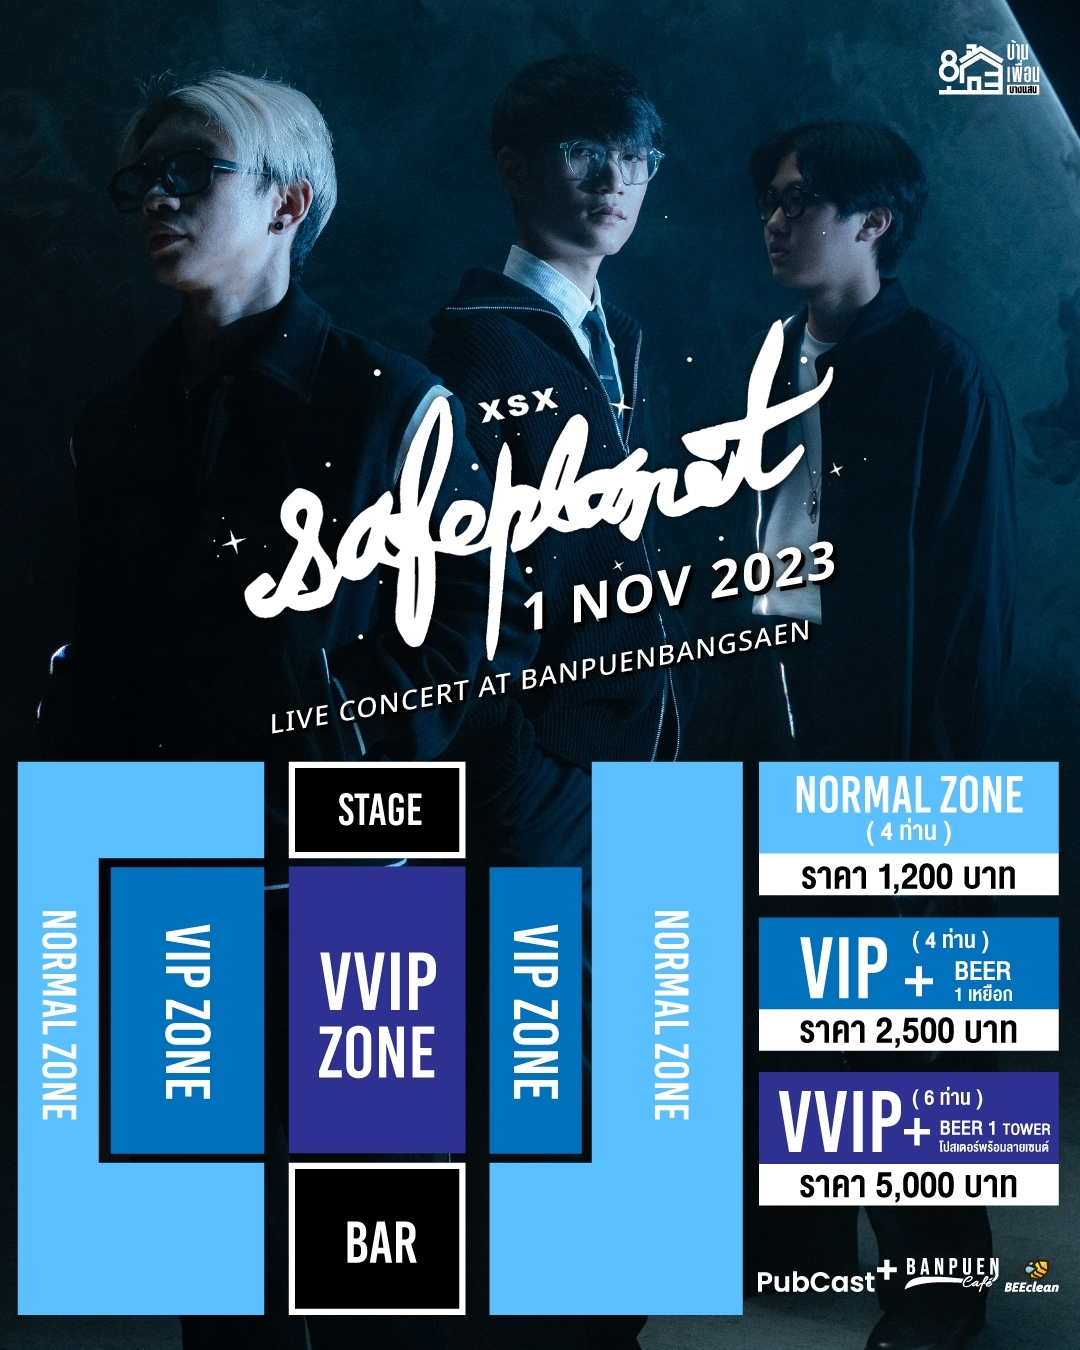 8
บ้าน
เพื่อน
บางแสน
XSX
safeplanet
1 NOV 2023
LIVE CONCERT AT BANPUENBANGSAEN
STAGE
NORMAL ZONE
VIP ZONE
VVIP
ZONE
VIP ZONE
NORMAL ZONE
BAR
NORMAL ZONE
( 4 ท่าน )
ราคา 1,200 บาท
VIP +
( 4 ท่าน )
BEER
1 เหยือก
ราคา 2,500 บาท
VVIP +
( 6 ท่าน )
BEER 1 TOWER
โปสเตอร์พร้อมลายเซนต์
ราคา 5,000 บาท
PubCast+
BANPUEN
Café
BEEclean